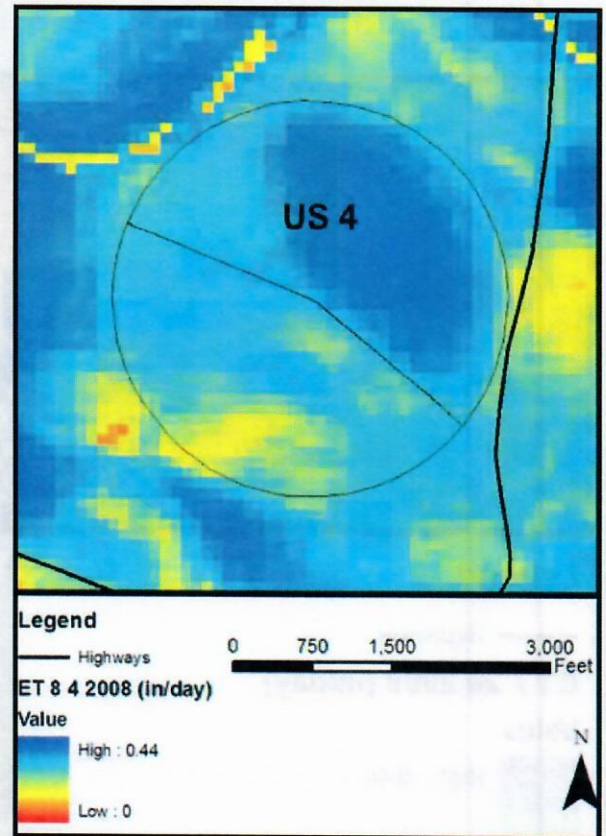 US 4
Legend
Highways
0 750 1,500 3,000
Feet
ET 8 4 2008 (in/day)
Value
High : 0.44
Low : 0
N